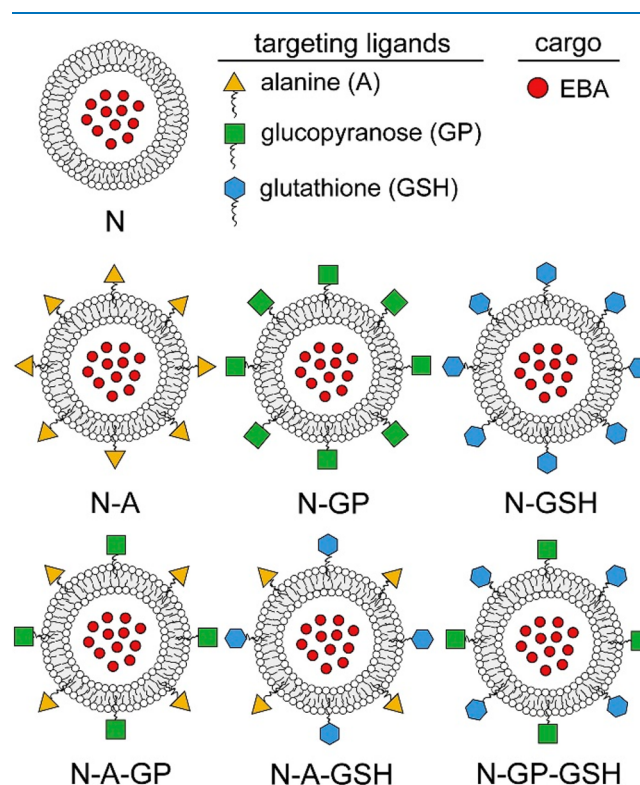 targeting ligands
cargo
alanine (A)
EBA
glucopyranose (GP)
glutathione (GSH)
N
N-A
N-GP
N-GSH
N-A-GP
N-A-GSH
N-GP-GSH